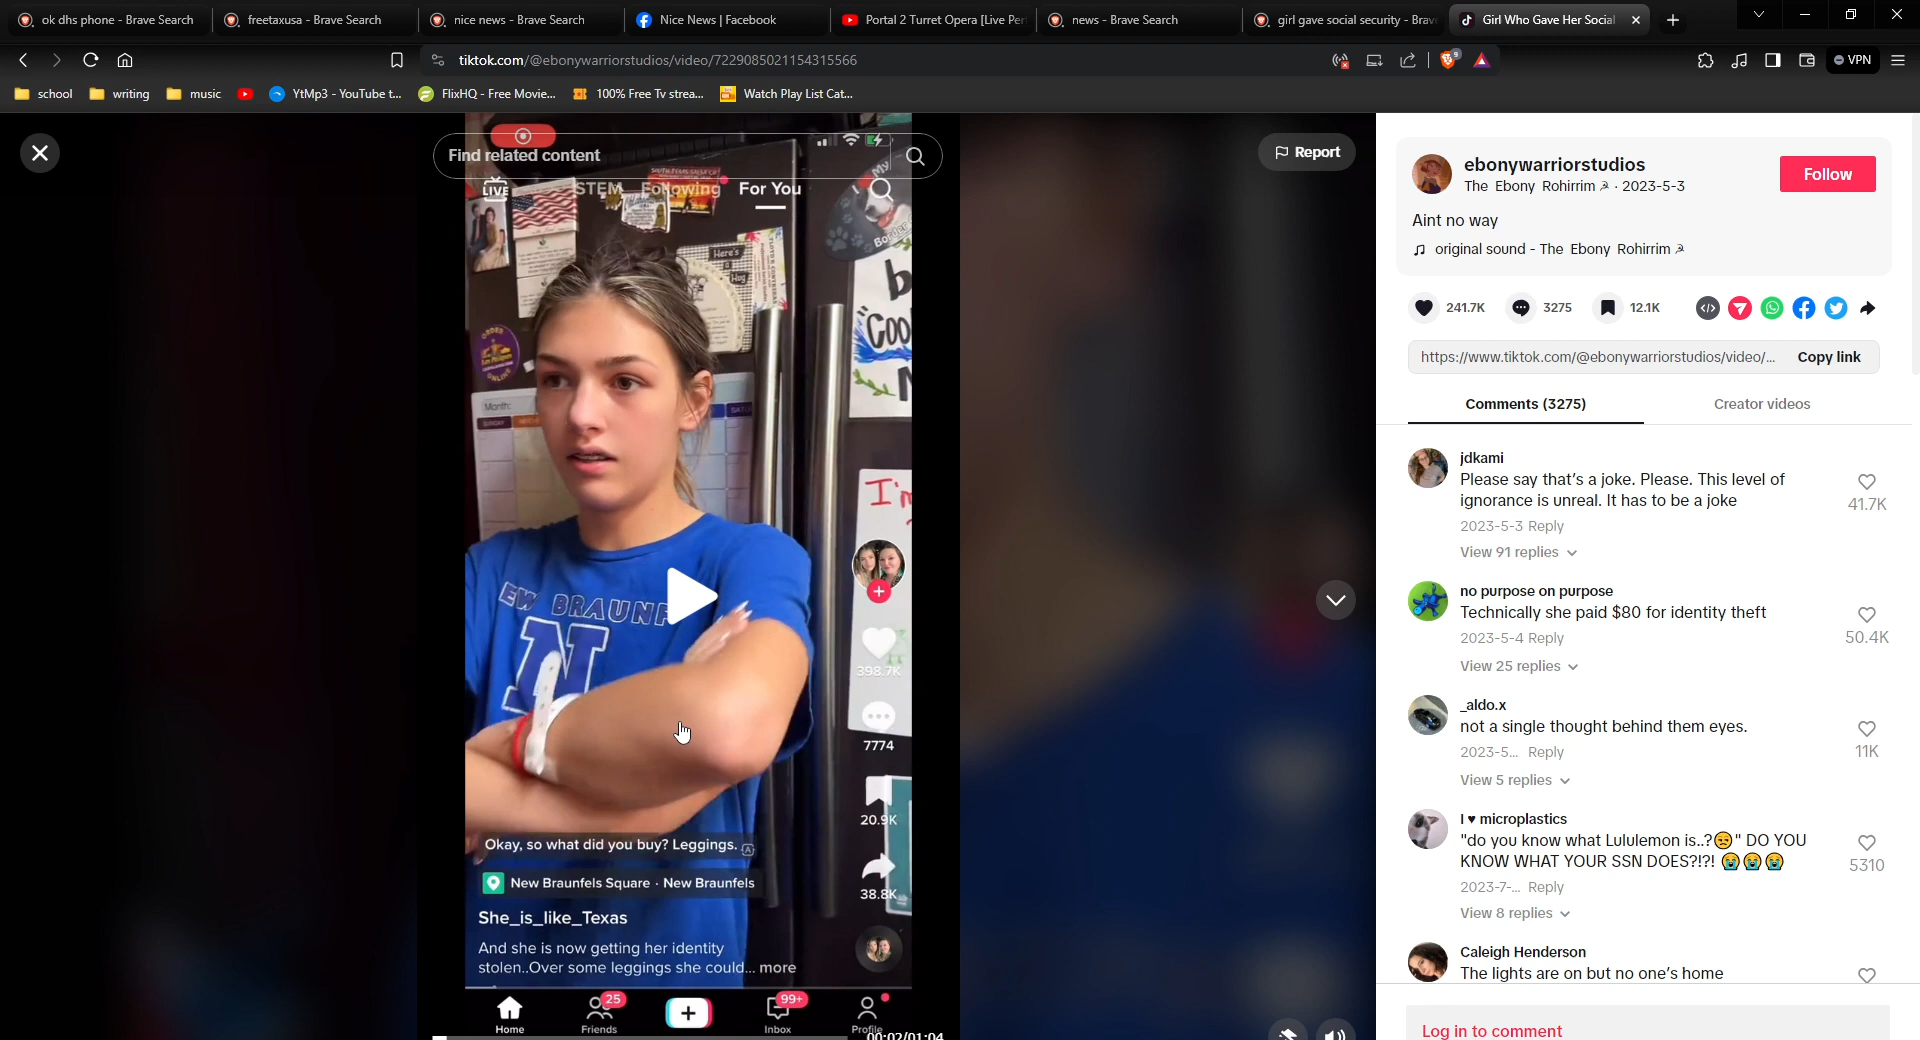 ok dhs phone - Brave Search
freetaxusa - Brave Search
nice news - Brave Search
Nice News | Facebook
Portal 2 Turret Opera [Live Per
news - Brave Search
girl gave social security - Brav
Girl Who Gave Her Social
tiktok.com/@ebonywarriorstudios/video/7229085021154315566
9
VPN
school
writing
music
YtMp3 - YouTube t...
FlixHQ - Free Movie...
100% Free Tv strea...
Watch Play List Cat...
Find related content
Report
LIVE
STEM
Following
For You
My
Border
Here's
a
Hug
b
Coo
N
ORDER
ONLINE
Month:
SUNDAY
I'm
EW BRAUNF
N
398.7K
7774
20.9K
38.8K
Okay, so what did you buy? Leggings.
New Braunfels Square · New Braunfels
She_is_like_Texas
And she is now getting her identity
stolen..Over some leggings she could... more
Home
25
Friends
99+
Inbox
Profile
00:02/01:04
ebonywarriorstudios
The Ebony Rohirrim · 2023-5-3
Follow
Aint no way
original sound - The Ebony Rohirrim
241.7K
3275
12.1K
https://www.tiktok.com/@ebonywarriorstudios/video/...
Copy link
Comments (3275)
Creator videos
jdkami
Please say that's a joke. Please. This level of
ignorance is unreal. It has to be a joke
41.7K
2023-5-3 Reply
View 91 replies
no purpose on purpose
Technically she paid $80 for identity theft
50.4K
2023-5-4 Reply
View 25 replies
_aldo.x
not a single thought behind them eyes.
11K
2023-5... Reply
View 5 replies
I ♥ microplastics
"do you know what Lululemon is..?😒" DO YOU
KNOW WHAT YOUR SSN DOES?!?! 😭😭😭
5310
2023-7-... Reply
View 8 replies
Caleigh Henderson
The lights are on but no one's home
Log in to comment